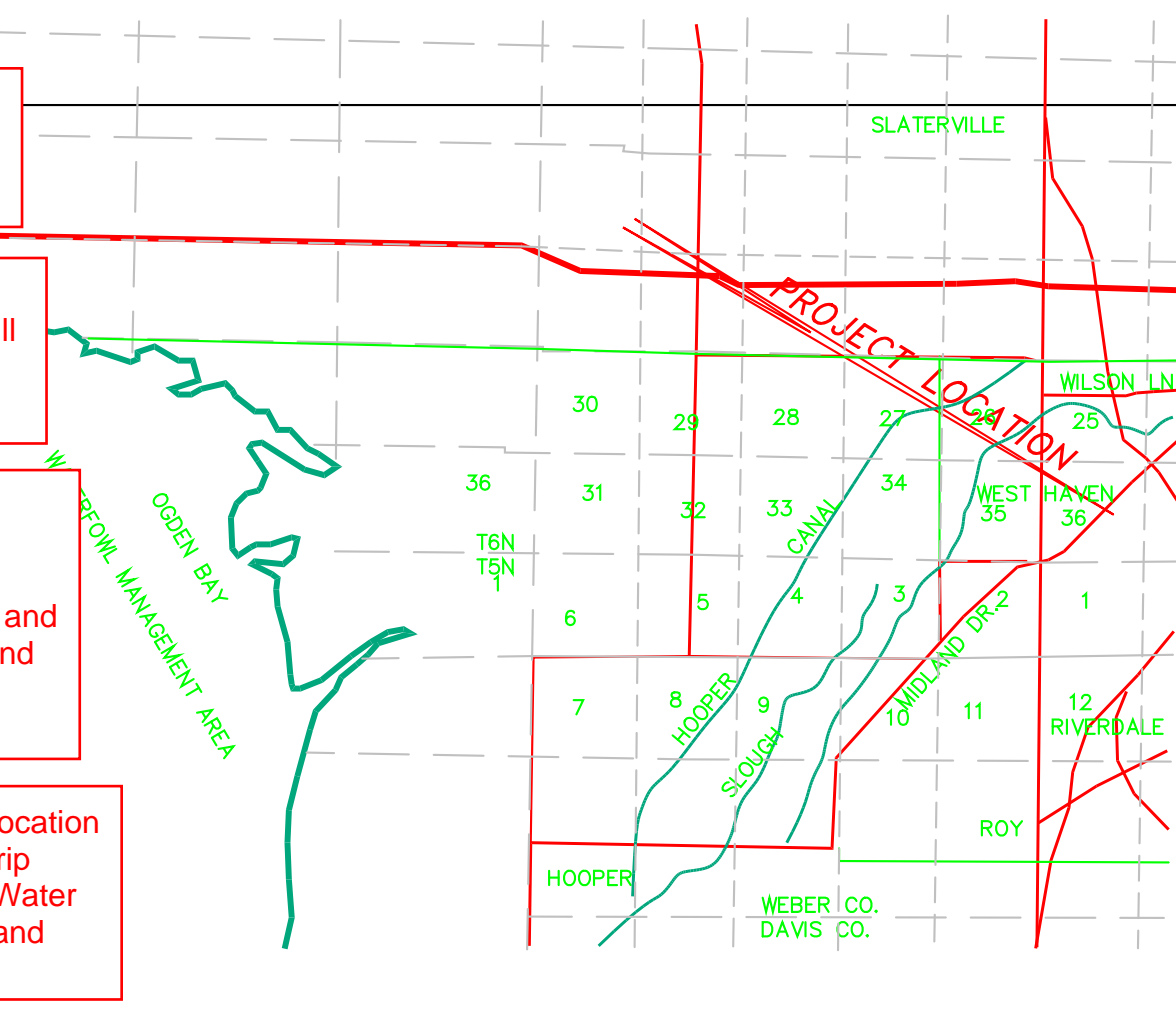 SLATERVILLE
ll
PROJECT LOCATION
WILSON LN
30
29
28
27
26
25
36
31
32
33
34
35
36
WEST HAVEN
CANAL
OGDEN BAY
ERFOWL MANAGEMENT AREA
T6N
T5N
1
6
5
4
3
2
1
and
nd
MIDLAND DR.
7
8
9
10
11
12
HOOPER
SLOUGH
RIVERDALE
ocation
rip
Water
and
ROY
HOOPER
WEBER CO.
DAVIS CO.